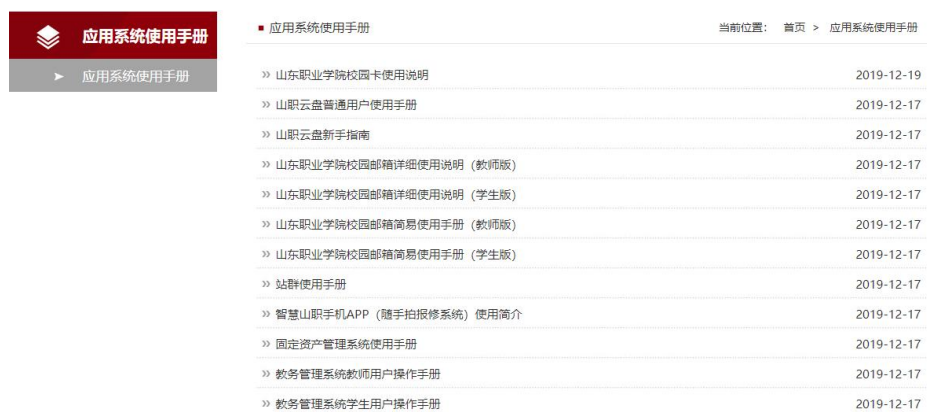 应用系统使用手册
➤ 应用系统使用手册
▪ 应用系统使用手册 当前位置: 首页 > 应用系统使用手册
» 山东职业学院校园卡使用说明 2019-12-19
» 山职云盘普通用户使用手册 2019-12-17
» 山职云盘新手指南 2019-12-17
» 山东职业学院校园邮箱详细使用说明（教师版） 2019-12-17
» 山东职业学院校园邮箱详细使用说明（学生版） 2019-12-17
» 山东职业学院校园邮箱简易使用手册（教师版） 2019-12-17
» 山东职业学院校园邮箱简易使用手册（学生版） 2019-12-17
» 站群使用手册 2019-12-17
» 智慧山职手机APP（随手拍报修系统）使用简介 2019-12-17
» 固定资产管理系统使用手册 2019-12-17
» 教务管理系统教师用户操作手册 2019-12-17
» 教务管理系统学生用户操作手册 2019-12-17